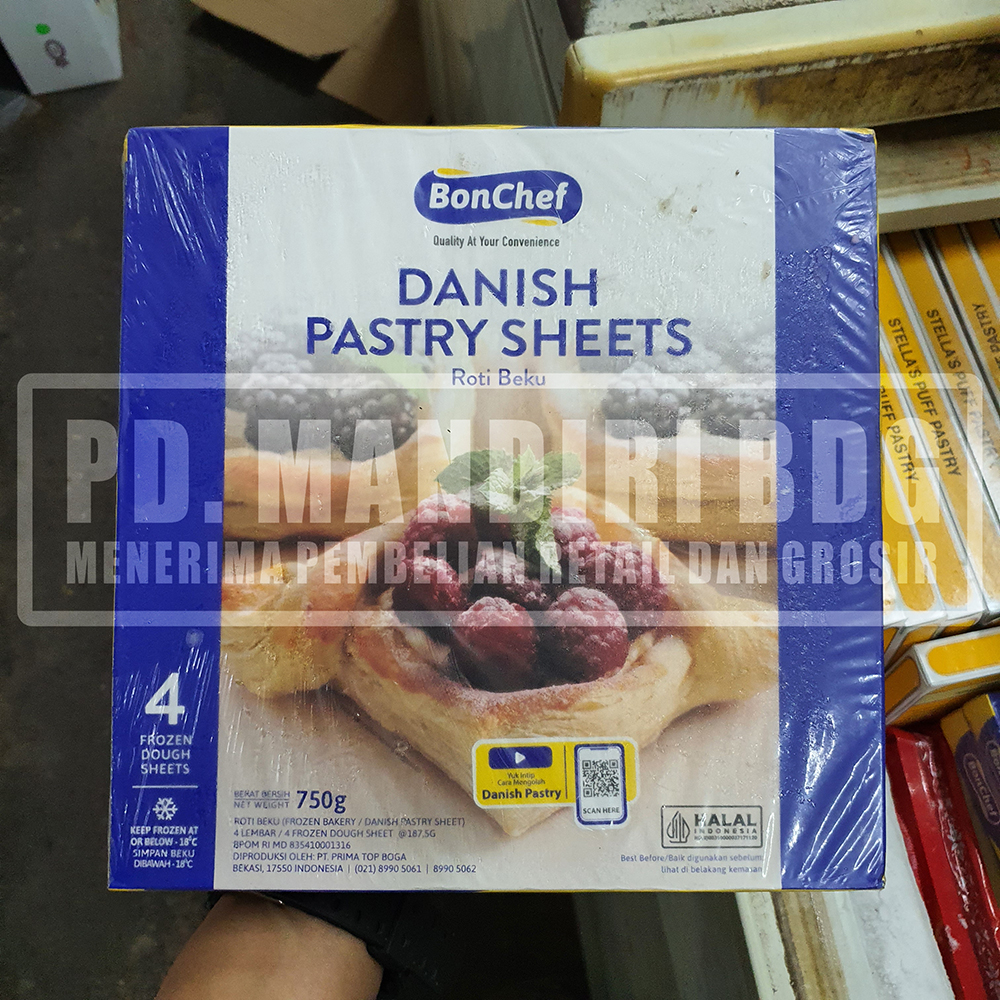 BonChef
Quality At Your Convenience
DANISH
PASTRY SHEETS
Roti Beku
PD. MANDIRI BDG
MENERIMA PEMBELIAN RETAIL DAN GROSIR
4
FROZEN
DOUGH
SHEETS
KEEP FROZEN AT
OR BELOW -18°C
SIMPAN BEKU
DIBAWAH -18°C
BERAT BERSIH
NET WEIGHT 750g
ROTI BEKU (FROZEN BAKERY / DANISH PASTRY SHEET)
4 LEMBAR / 4 FROZEN DOUGH SHEET @187,5G
BPOM RI MD 835410001316
DIPRODUKSI OLEH: PT. PRIMA TOP BOGA
BEKASI, 17550 INDONESIA | (021) 8990 5061 | 8990 5062
Yuk Intip
Cara Mengolah
Danish Pastry
SCAN HERE
HALAL
INDONESIA
Best Before/Baik digunakan sebelum:
lihat di belakang kemasan
STELLA'S PUFF PASTRY
STELLA'S PUFF PASTRY
PUFF PASTRY
BonChef